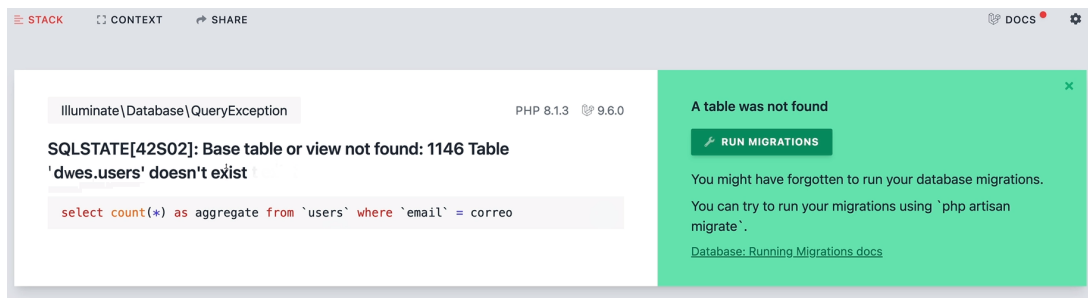 STACK
CONTEXT
SHARE
DOCS
Illuminate\Database\QueryException
PHP 8.1.3
9.6.0
SQLSTATE[42S02]: Base table or view not found: 1146 Table
'dwes.users' doesn't exist
select count(*) as aggregate from `users` where `email` = correo
A table was not found
RUN MIGRATIONS
You might have forgotten to run your database migrations.
You can try to run your migrations using `php artisan
migrate`.
Database: Running Migrations docs